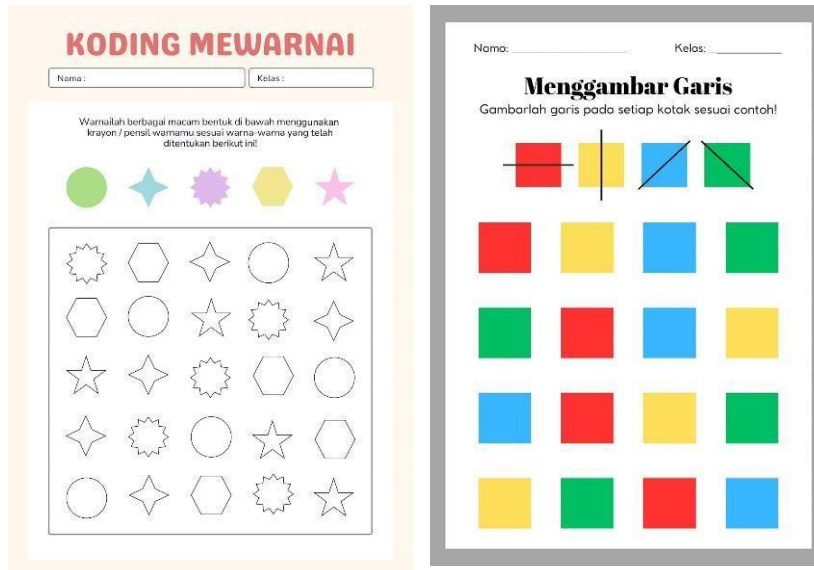 KODING MEWARNAI
Nama :
Kelas :
Warnailah berbagai macam bentuk di bawah menggunakan
krayon / pensil warnamu sesuai warna-warna yang telah
ditentukan berikut ini!
Nama:
Kelas:
Menggambar Garis
Gambarlah garis pada setiap kotak sesuai contoh!